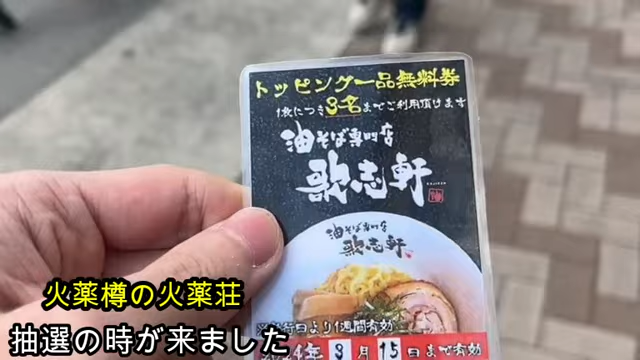 トッピング一品無料券
1枚につき3名までご利用頂けます
油そば専門店
歌志軒
油そば専門店
歌志軒
※発行日より1週間有効
4年3月15日まで有効
火薬樽の火薬荘
抽選の時が来ました